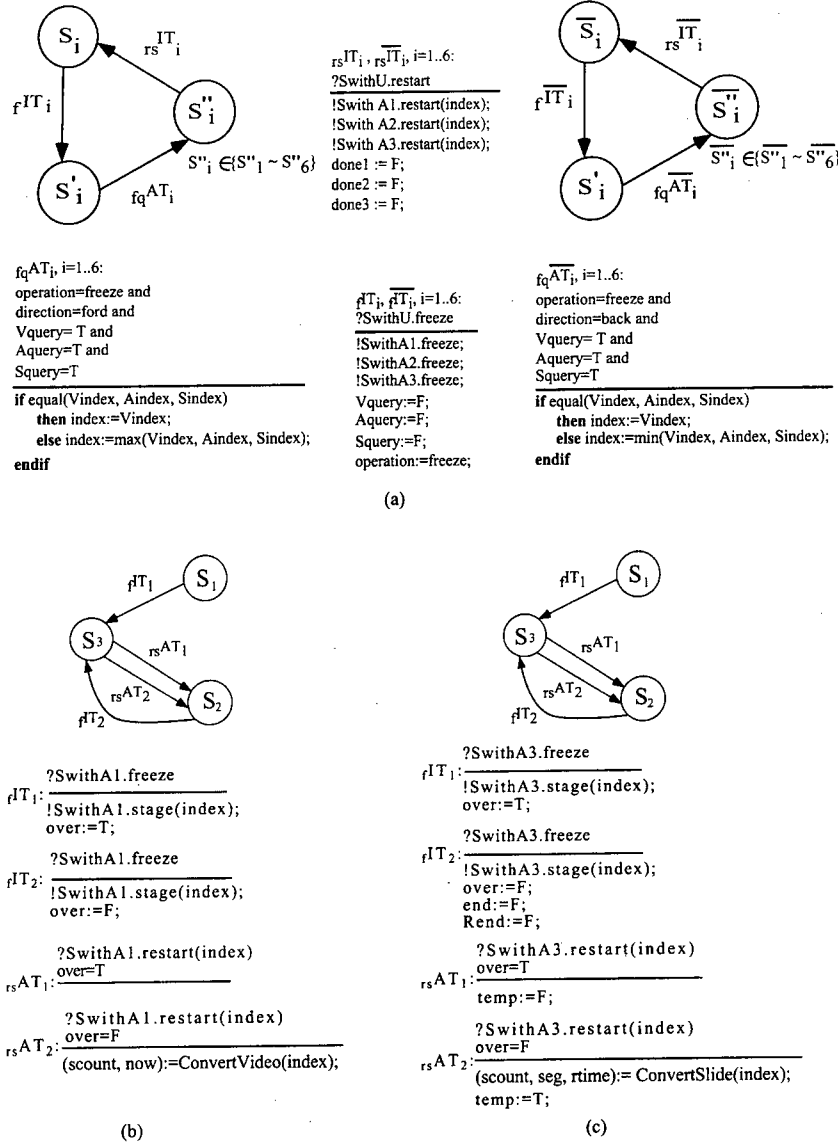 S_i
rs IT_i
f IT_i
S''_i
S''_i ∈{S''_1 ~ S''_6}
S'_i
fq AT_i
rs IT_i , rs I̅T̅_i, i=1..6:
?SwithU.restart
!Swith A1.restart(index);
!Swith A2.restart(index);
!Swith A3.restart(index);
done1 := F;
done2 := F;
done3 := F;
S̅_i
rs I̅T̅_i
f I̅T̅_i
S̅''_i
S̅''_i ∈{S̅''_1 ~ S̅''_6}
S'_i
fq A̅T̅_i
fq AT_i, i=1..6:
operation=freeze and
direction=ford and
Vquery= T and
Aquery=T and
Squery=T
if equal(Vindex, Aindex, Sindex)
then index:=Vindex;
else index:=max(Vindex, Aindex, Sindex);
endif
f IT_i, f I̅T̅_i, i=1..6:
?SwithU.freeze
!SwithA1.freeze;
!SwithA2.freeze;
!SwithA3.freeze;
Vquery:=F;
Aquery:=F;
Squery:=F;
operation:=freeze;
fq A̅T̅_i, i=1..6:
operation=freeze and
direction=back and
Vquery= T and
Aquery=T and
Squery=T
if equal(Vindex, Aindex, Sindex)
then index:=Vindex;
else index:=min(Vindex, Aindex, Sindex);
endif
(a)
S_1
f IT_1
S_3
rs AT_1
rs AT_2
S_2
f IT_2
?SwithA1.freeze
f IT_1:
!SwithA1.stage(index);
over:=T;
?SwithA1.freeze
f IT_2:
!SwithA1.stage(index);
over:=F;
?SwithA1.restart(index)
over=T
rs AT_1:
?SwithA1.restart(index)
over=F
rs AT_2:
(scount, now):=ConvertVideo(index);
(b)
S_1
f IT_1
S_3
rs AT_1
rs AT_2
S_2
f IT_2
?SwithA3.freeze
f IT_1:
!SwithA3.stage(index);
over:=T;
?SwithA3.freeze
f IT_2:
!SwithA3.stage(index);
over:=F;
end:=F;
Rend:=F;
?SwithA3.restart(index)
over=T
rs AT_1:
temp:=F;
?SwithA3.restart(index)
over=F
rs AT_2:
(scount, seg, rtime):= ConvertSlide(index);
temp:=T;
(c)